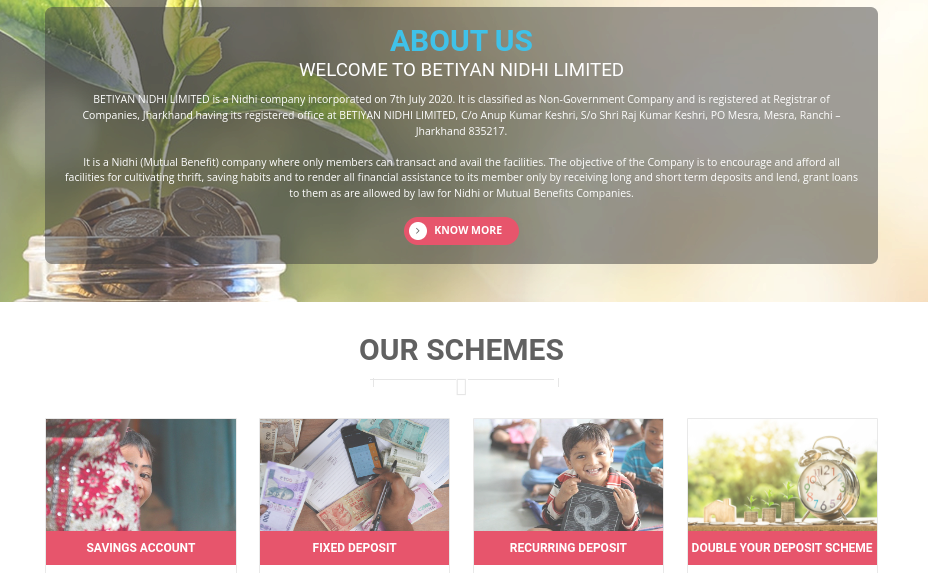 ABOUT US
WELCOME TO BETIYAN NIDHI LIMITED
BETIYAN NIDHI LIMITED is a Nidhi company incorporated on 7th July 2020. It is classified as Non-Government Company and is registered at Registrar of
Companies, Jharkhand having its registered office at BETIYAN NIDHI LIMITED, C/o Anup Kumar Keshri, S/o Shri Raj Kumar Keshri, PO Mesra, Mesra, Ranchi –
Jharkhand 835217.
It is a Nidhi (Mutual Benefit) company where only members can transact and avail the facilities. The objective of the Company is to encourage and afford all
facilities for cultivating thrift, saving habits and to render all financial assistance to its member only by receiving long and short term deposits and lend, grant loans
to them as are allowed by law for Nidhi or Mutual Benefits Companies.
KNOW MORE
OUR SCHEMES
SAVINGS ACCOUNT
FIXED DEPOSIT
RECURRING DEPOSIT
DOUBLE YOUR DEPOSIT SCHEME